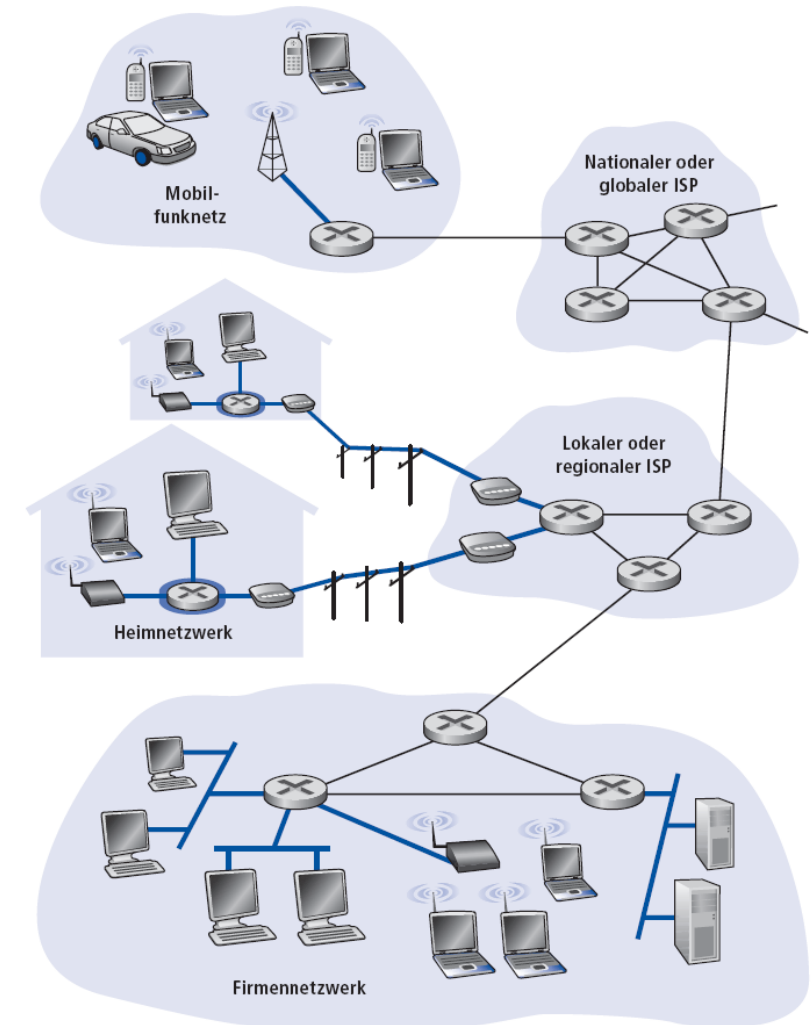 Mobil-
funknetz
Nationaler oder
globaler ISP
Lokaler oder
regionaler ISP
Heimnetzwerk
Firmennetzwerk